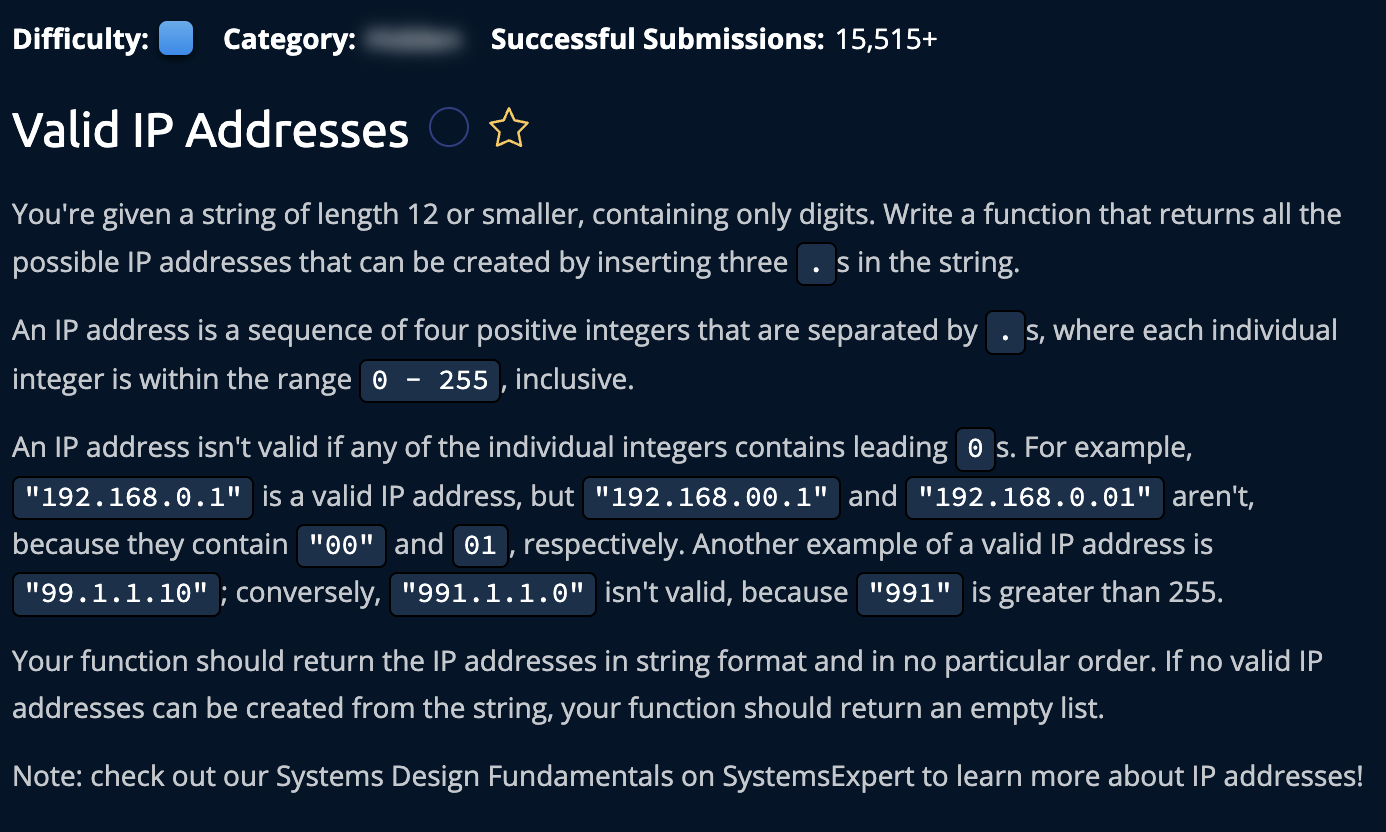 Difficulty: Category: Successful Submissions: 15,515+
Valid IP Addresses
You're given a string of length 12 or smaller, containing only digits. Write a function that returns all the
possible IP addresses that can be created by inserting three . s in the string.
An IP address is a sequence of four positive integers that are separated by . s, where each individual
integer is within the range 0 - 255 , inclusive.
An IP address isn't valid if any of the individual integers contains leading 0 s. For example,
"192.168.0.1" is a valid IP address, but "192.168.00.1" and "192.168.0.01" aren't,
because they contain "00" and 01 , respectively. Another example of a valid IP address is
"99.1.1.10" ; conversely, "991.1.1.0" isn't valid, because "991" is greater than 255.
Your function should return the IP addresses in string format and in no particular order. If no valid IP
addresses can be created from the string, your function should return an empty list.
Note: check out our Systems Design Fundamentals on SystemsExpert to learn more about IP addresses!